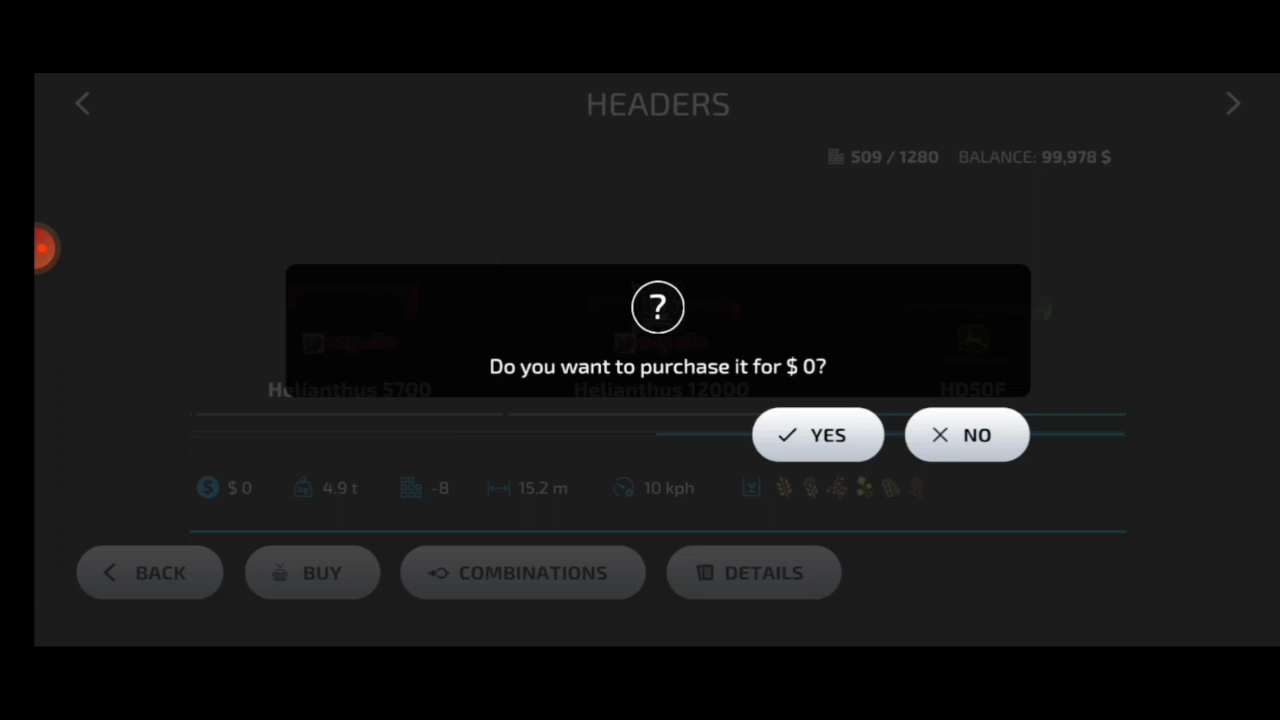 HEADERS
509 / 1280 BALANCE: 99,978 $
?
Do you want to purchase it for $ 0?
Helianthus 5700 Helianthus 12000 HD50F
YES NO
$ 0 4.9 t -8 15.2 m 10 kph
BACK BUY COMBINATIONS DETAILS